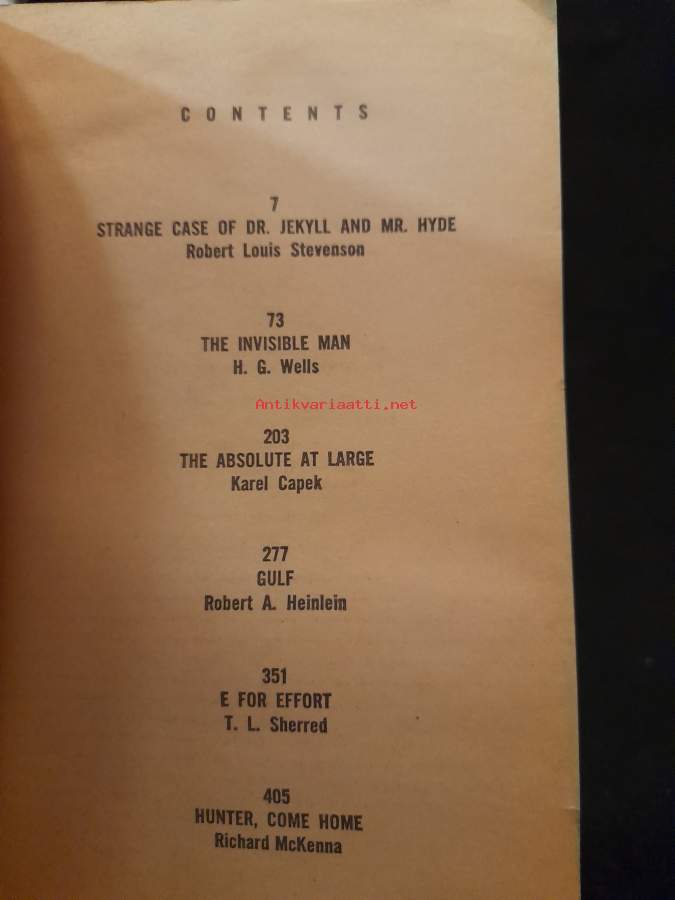 CONTENTS
7
STRANGE CASE OF DR. JEKYLL AND MR. HYDE
Robert Louis Stevenson
73
THE INVISIBLE MAN
H. G. Wells
Antikvariaatti.net
203
THE ABSOLUTE AT LARGE
Karel Capek
277
GULF
Robert A. Heinlein
351
E FOR EFFORT
T. L. Sherred
405
HUNTER, COME HOME
Richard McKenna